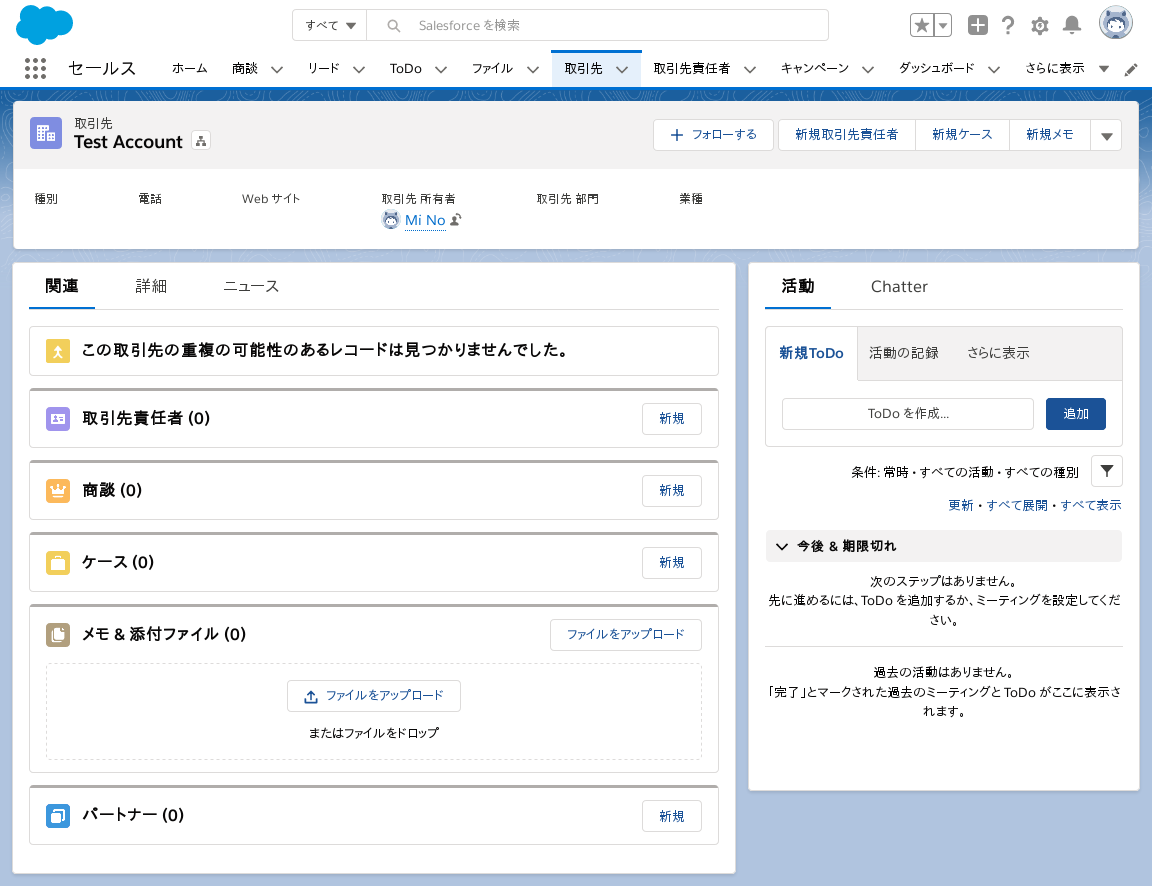 すべて
Salesforce を検索
セールス
ホーム
商談
リード
ToDo
ファイル
取引先
取引先責任者
キャンペーン
ダッシュボード
さらに表示
取引先
Test Account
フォローする
新規取引先責任者
新規ケース
新規メモ
種別
電話
Web サイト
取引先 所有者
取引先 部門
業種
Mi No
関連
詳細
ニュース
この取引先の重複の可能性のあるレコードは見つかりませんでした。
取引先責任者 (0)
新規
商談 (0)
新規
ケース (0)
新規
メモ & 添付ファイル (0)
ファイルをアップロード
ファイルをアップロード
またはファイルをドロップ
パートナー (0)
新規
活動
Chatter
新規ToDo
活動の記録
さらに表示
ToDo を作成...
追加
条件: 常時 • すべての活動 • すべての種別
更新 • すべて展開 • すべて表示
今後 & 期限切れ
次のステップはありません。
先に進めるには、ToDo を追加するか、ミーティングを設定してくだ
さい。
過去の活動はありません。
「完了」とマークされた過去のミーティングと ToDo がここに表示さ
れます。